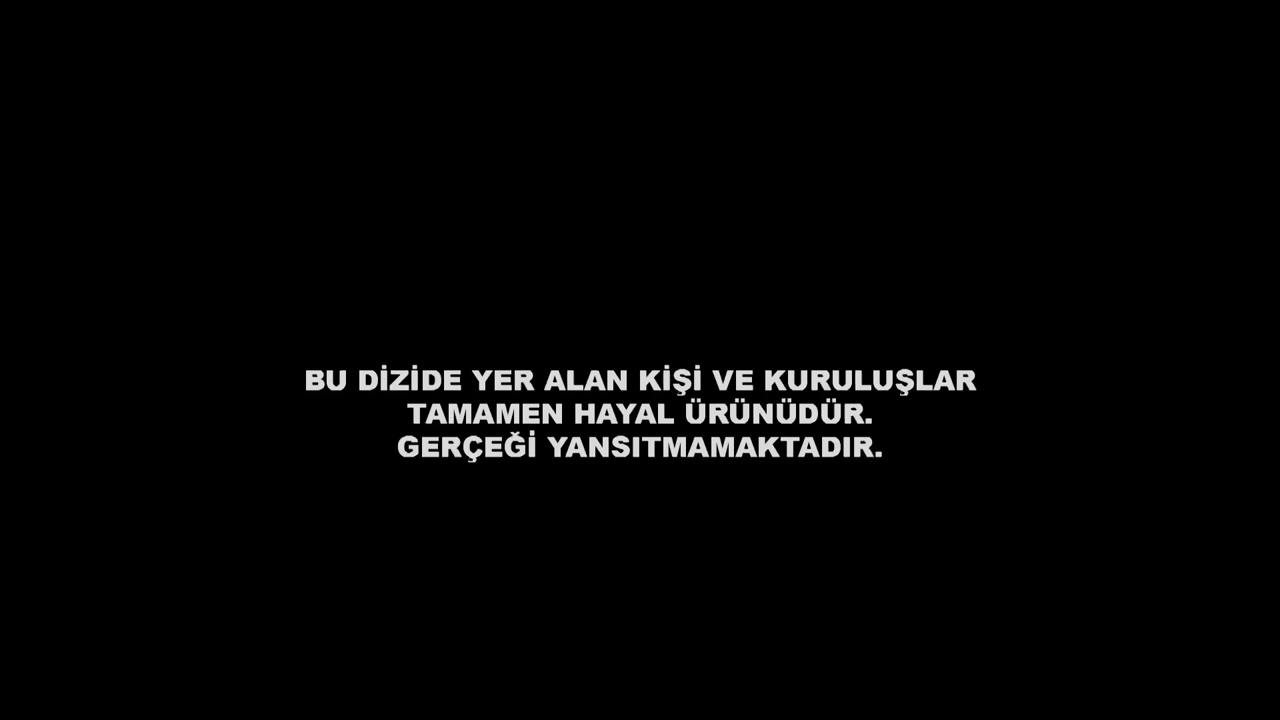 BU DİZİDE YER ALAN KİŞİ VE KURULUŞLAR
TAMAMEN HAYAL ÜRÜNÜDÜR.
GERÇEĞİ YANSITMAMAKTADIR.